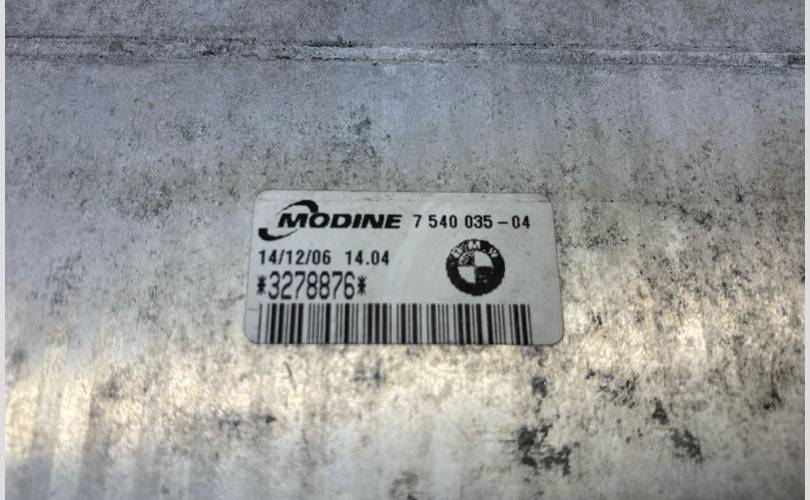 MODINE 7 540 035-04
14/12/06 14.04
BMW
*3278876*